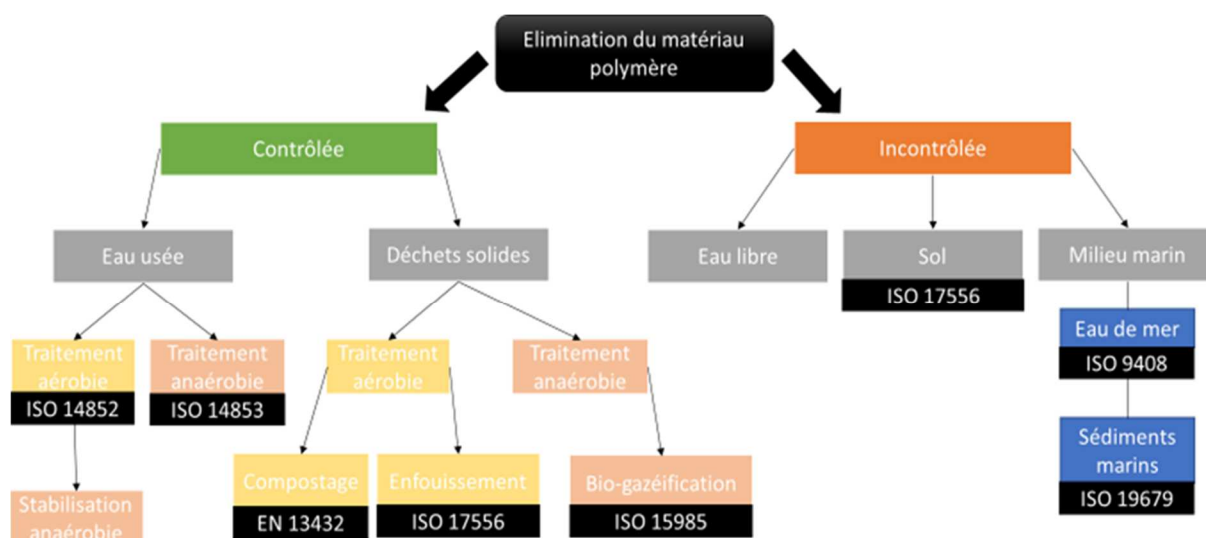 Elimination du matériau
polymère
Contrôlée
Incontrôlée
Eau usée
Déchets solides
Eau libre
Sol
ISO 17556
Milieu marin
Traitement
aérobie
ISO 14852
Traitement
anaérobie
ISO 14853
Traitement
aérobie
Traitement
anaérobie
Eau de mer
ISO 9408
Stabilisation
anaérobie
Compostage
EN 13432
Enfouissement
ISO 17556
Bio-gazéification
ISO 15985
Sédiments
marins
ISO 19679